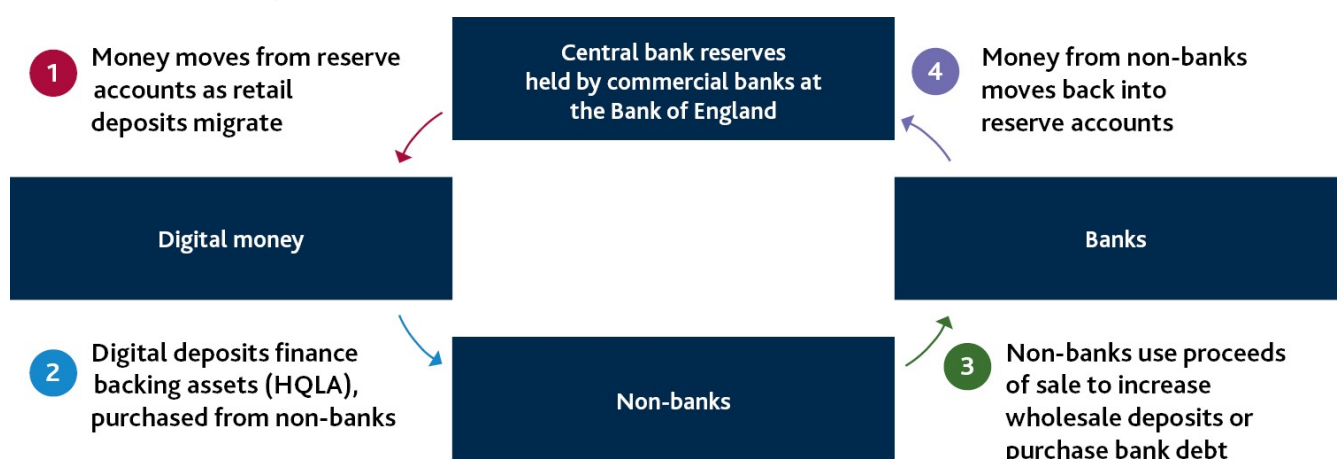 1
Money moves from reserve
accounts as retail
deposits migrate
Central bank reserves
held by commercial banks at
the Bank of England
4
Money from non-banks
moves back into
reserve accounts
Digital money
Banks
2
Digital deposits finance
backing assets (HQLA),
purchased from non-banks
Non-banks
3
Non-banks use proceeds
of sale to increase
wholesale deposits or
purchase bank debt